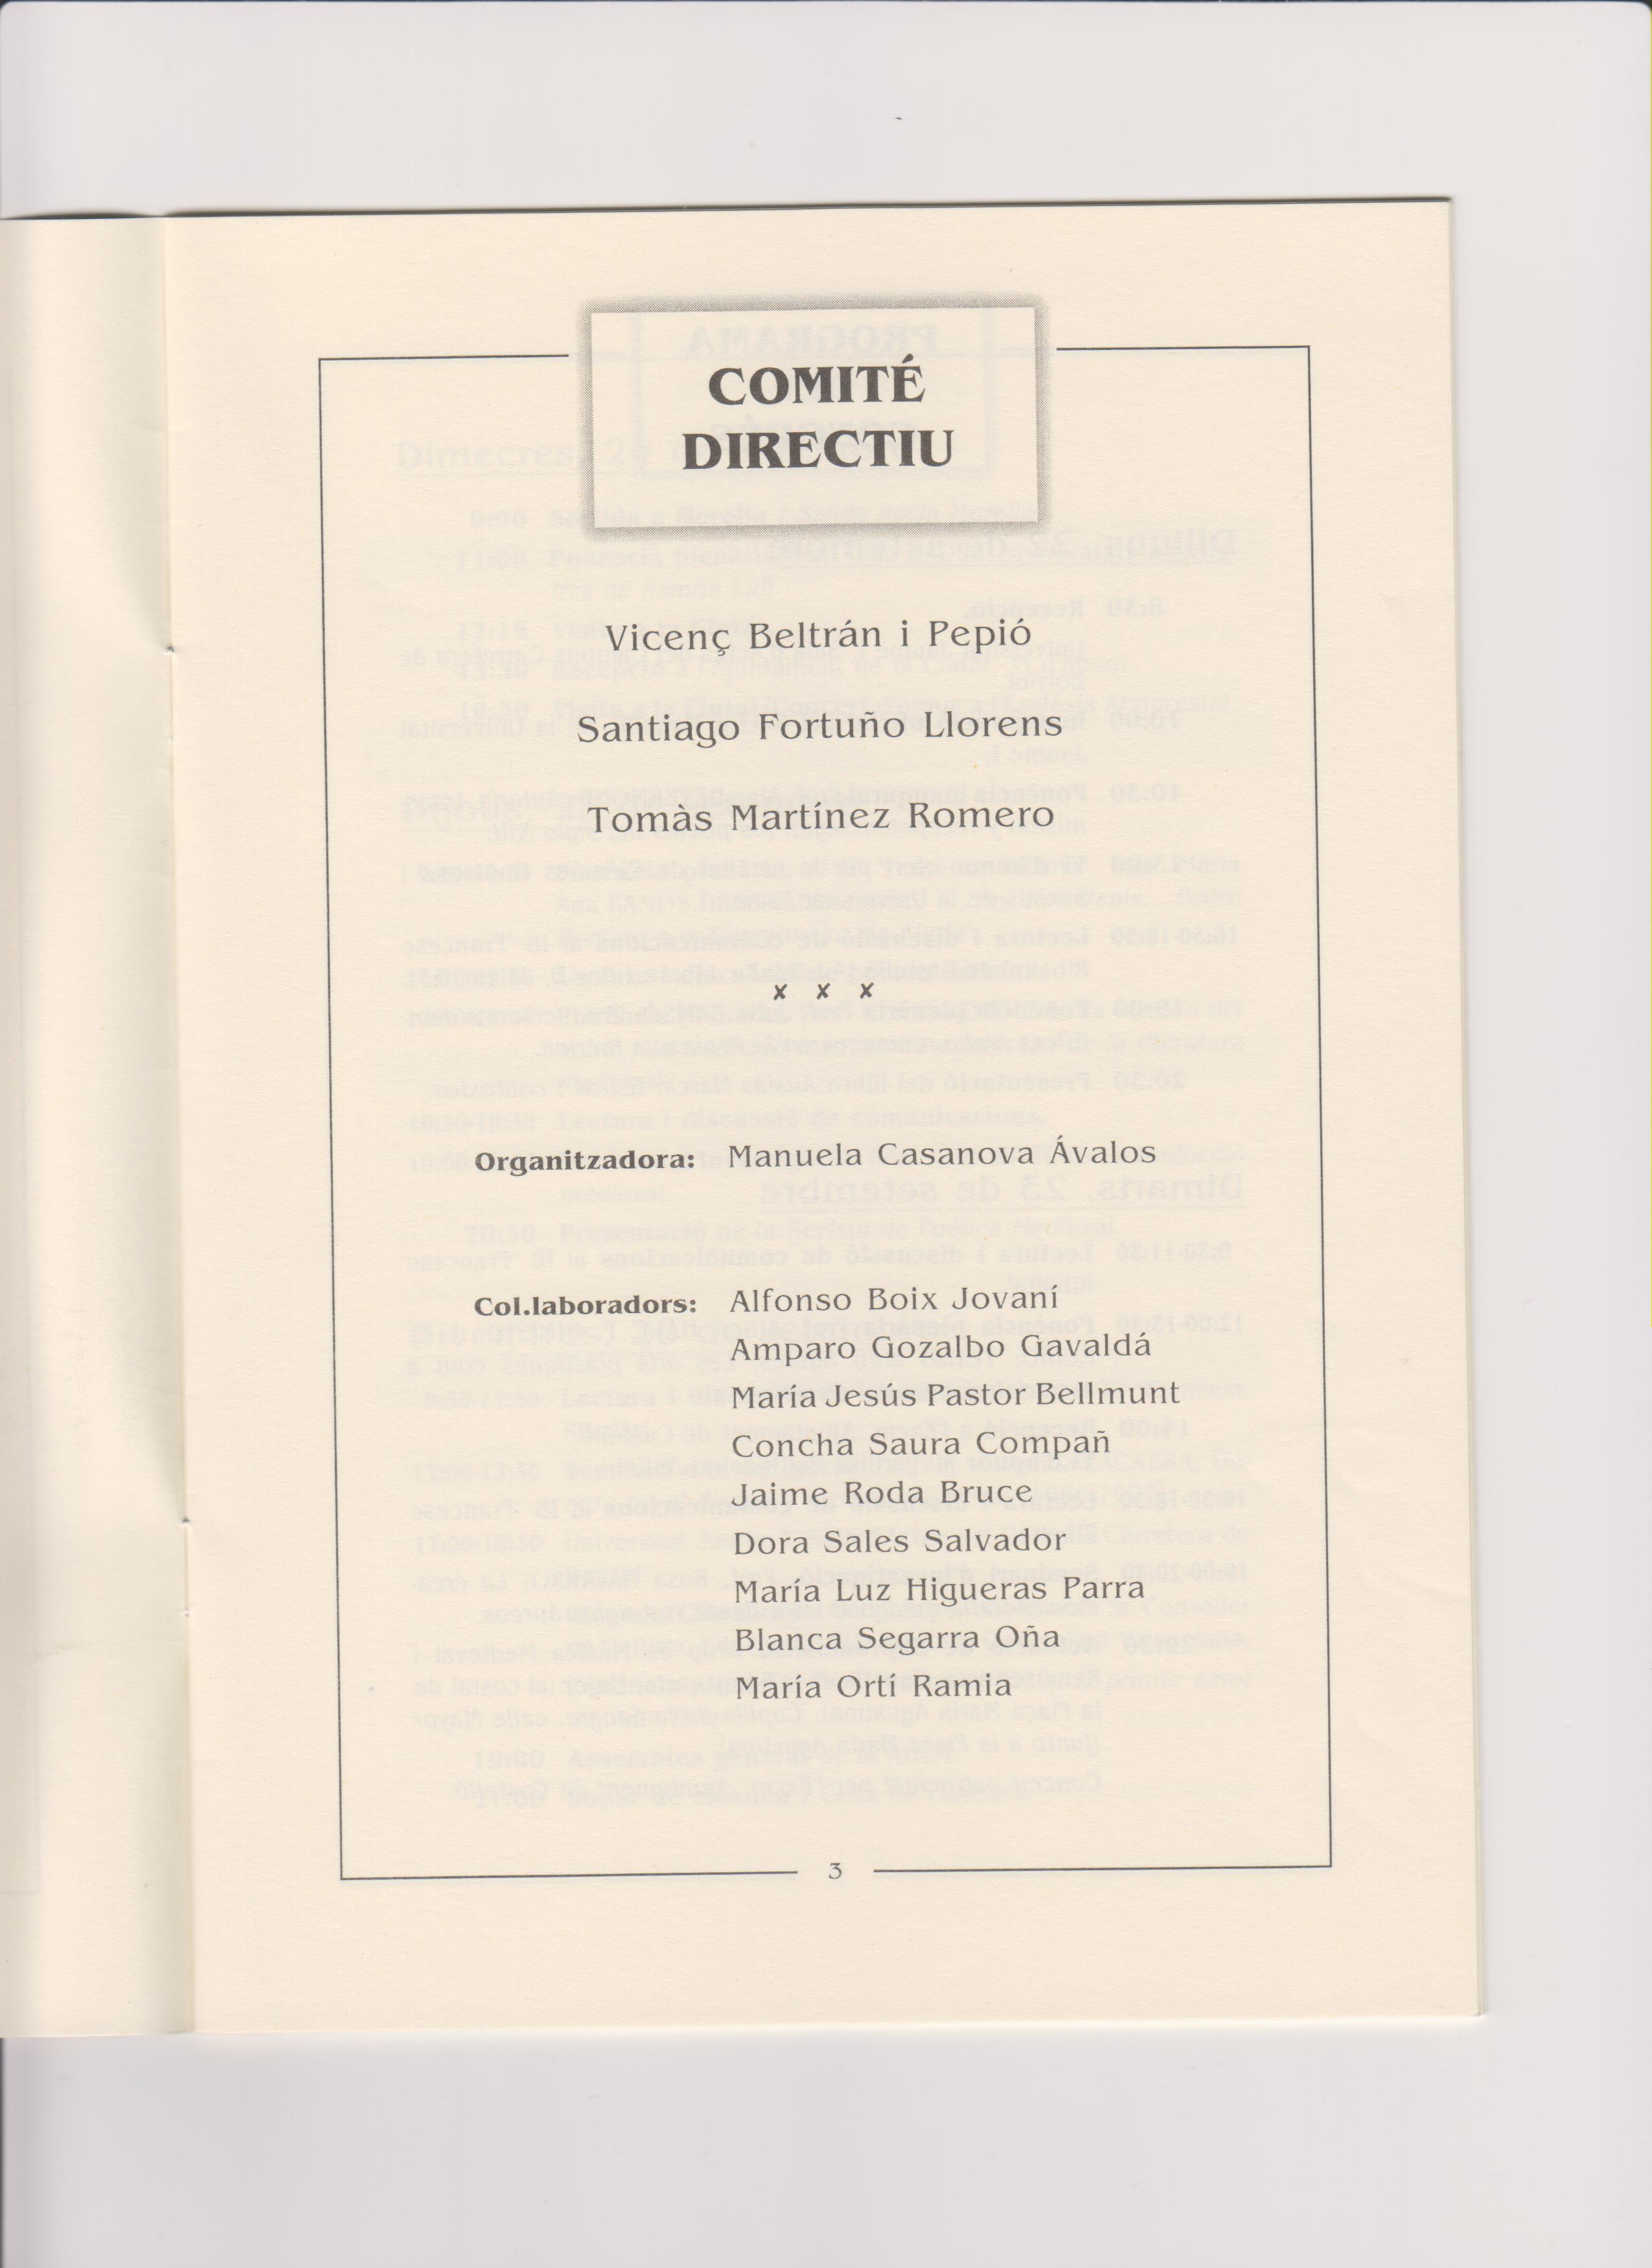 COMITÉ
DIRECTIU
Vicenç Beltrán i Pepió
Santiago Fortuño Llorens
Tomàs Martínez Romero
✗ ✗ ✗
Organitzadora: Manuela Casanova Ávalos
Col.laboradors: Alfonso Boix Jovaní
Amparo Gozalbo Gavaldá
María Jesús Pastor Bellmunt
Concha Saura Compañ
Jaime Roda Bruce
Dora Sales Salvador
María Luz Higueras Parra
Blanca Segarra Oña
María Ortí Ramia
3